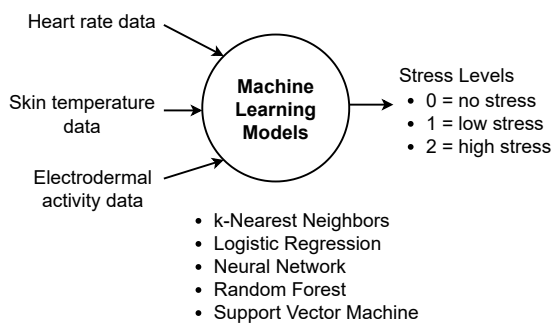 Heart rate data
Skin temperature
data
Electrodermal
activity data
Machine
Learning
Models
Stress Levels
• 0 = no stress
• 1 = low stress
• 2 = high stress
• k-Nearest Neighbors
• Logistic Regression
• Neural Network
• Random Forest
• Support Vector Machine